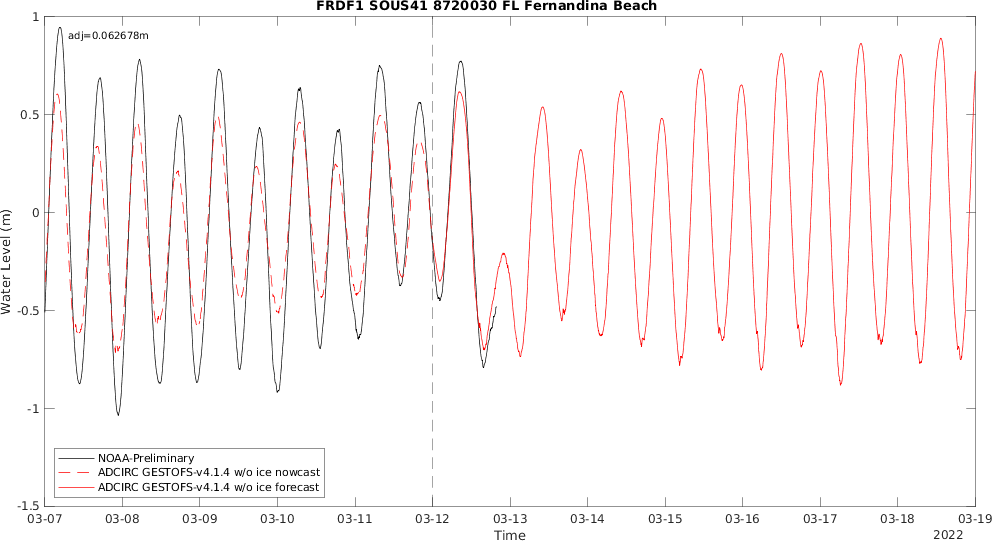 FRDF1 SOUS41 8720030 FL Fernandina Beach
adj=0.062678m
1
0.5
0
-0.5
-1
-1.5
Water Level (m)
NOAA-Preliminary
ADCIRC GESTOFS-v4.1.4 w/o ice nowcast
ADCIRC GESTOFS-v4.1.4 w/o ice forecast
03-07 03-08 03-09 03-10 03-11 03-12 03-13 03-14 03-15 03-16 03-17 03-18 03-19
Time
2022